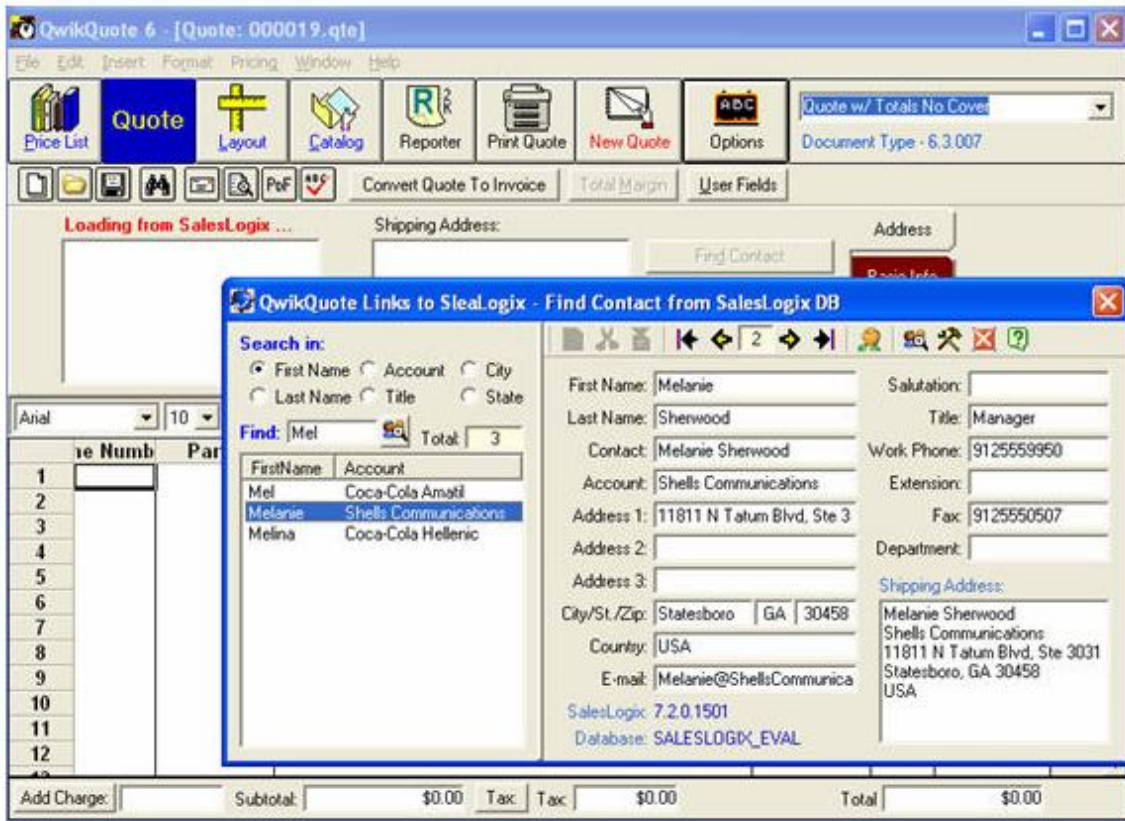 QwikQuote 6 - [Quote: 000019.qte]
File Edit Insert Format Pricing Window Help
Price List
Quote
Layout
Catalog
Reporter
Print Quote
New Quote
ABC
Options
Quote w/ Totals No Cover
Document Type - 6.3.007
PDF
Convert Quote To Invoice
Total Margin
User Fields
Loading from SalesLogix ...
Shipping Address:
Find Contact
Address
Basic Info
QwikQuote Links to SleaLogix - Find Contact from SalesLogix DB
Search in:
First Name Account City
Last Name Title State
Find: Mel Total: 3
FirstName Account
Mel Coca-Cola Amatil
Melanie Shells Communications
Melina Coca-Cola Hellenic
2
First Name: Melanie
Last Name: Sherwood
Contact: Melanie Sherwood
Account: Shells Communications
Address 1: 11811 N Tatum Blvd, Ste 3
Address 2:
Address 3:
City/St./Zip: Statesboro GA 30458
Country: USA
E-mail: Melanie@ShellsCommunica
SalesLogix: 7.2.0.1501
Database: SALESLOGIX_EVAL
Salutation:
Title: Manager
Work Phone: 9125559950
Extension:
Fax: 9125550507
Department:
Shipping Address:
Melanie Sherwood
Shells Communications
11811 N Tatum Blvd, Ste 3031
Statesboro, GA 30458
USA
Arial 10
ne Numb Par
1
2
3
4
5
6
7
8
9
10
11
12
Add Charge: Subtotal: $0.00 Tax: Tax: $0.00 Total $0.00